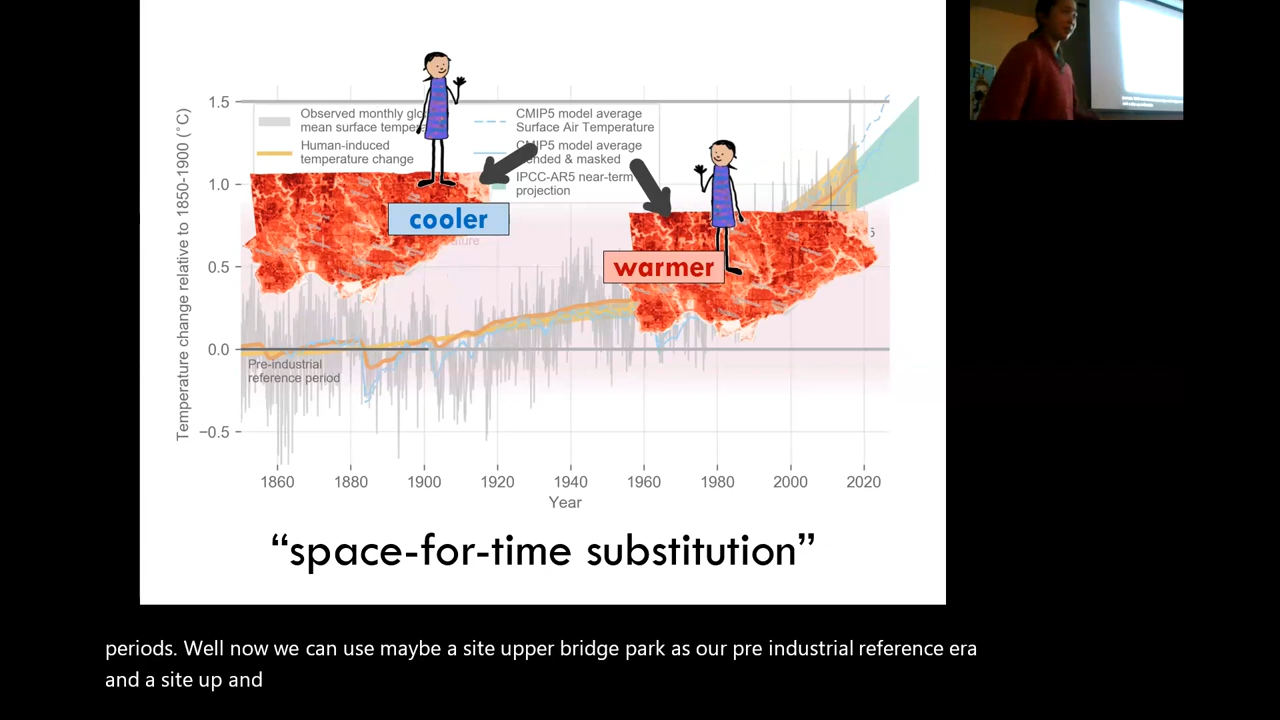 1.5
1.0
0.5
0.0
−0.5
Temperature change relative to 1850-1900 (°C)
Observed monthly
mean surface
Human-induced
temperature change
CMIP5 model average
Surface Air Temperature
model average
& masked
IPCC-AR5 near-term
projection
cooler
warmer
5
Pre-industrial
reference period
1860 1880 1900 1920 1940 1960 1980 2000 2020
Year
“space-for-time substitution”
periods. Well now we can use maybe a site upper bridge park as our pre industrial reference era
and a site up and